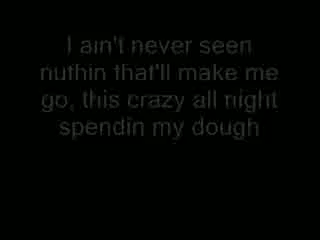 I ain't never seen
nuthin that'll make me
go, this crazy all night
spendin my dough